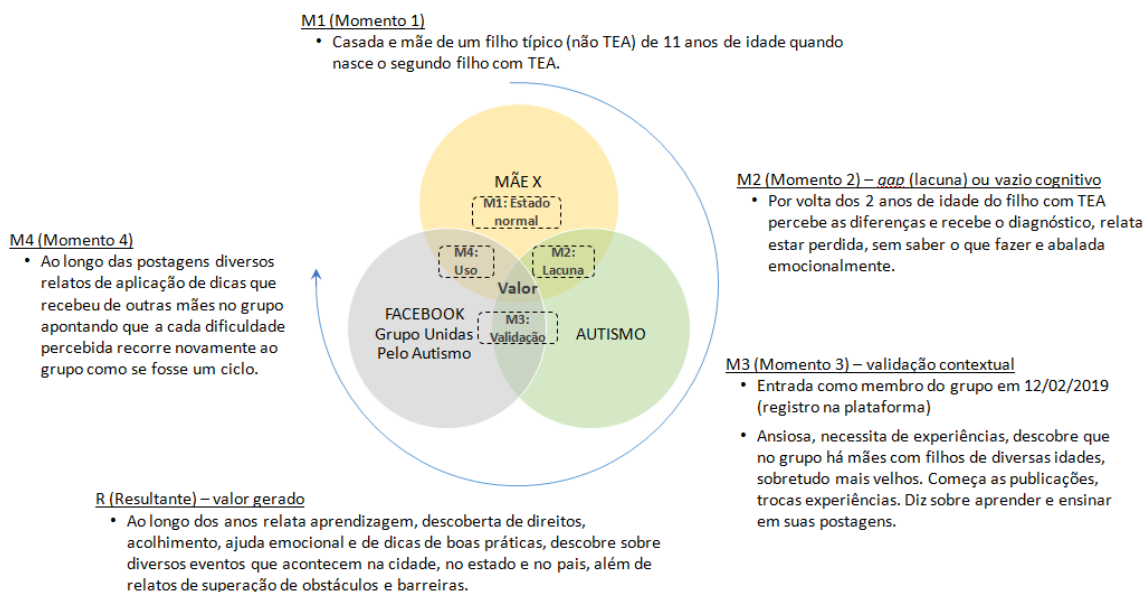 M1 (Momento 1)
• Casada e mãe de um filho típico (não TEA) de 11 anos de idade quando
nasce o segundo filho com TEA.
MÃE X
M1: Estado
normal
M2 (Momento 2) – gap (lacuna) ou vazio cognitivo
• Por volta dos 2 anos de idade do filho com TEA
percebe as diferenças e recebe o diagnóstico, relata
estar perdida, sem saber o que fazer e abalada
emocionalmente.
M4 (Momento 4)
• Ao longo das postagens diversos
relatos de aplicação de dicas que
recebeu de outras mães no grupo
apontando que a cada dificuldade
percebida recorre novamente ao
grupo como se fosse um ciclo.
M4:
Uso
M2:
Lacuna
Valor
FACEBOOK
Grupo Unidas
Pelo Autismo
M3:
Validação
AUTISMO
M3 (Momento 3) – validação contextual
• Entrada como membro do grupo em 12/02/2019
(registro na plataforma)
• Ansiosa, necessita de experiências, descobre que
no grupo há mães com filhos de diversas idades,
sobretudo mais velhos. Começa as publicações,
trocas experiências. Diz sobre aprender e ensinar
em suas postagens.
R (Resultante) – valor gerado
• Ao longo dos anos relata aprendizagem, descoberta de direitos,
acolhimento, ajuda emocional e de dicas de boas práticas, descobre sobre
diversos eventos que acontecem na cidade, no estado e no pais, além de
relatos de superação de obstáculos e barreiras.